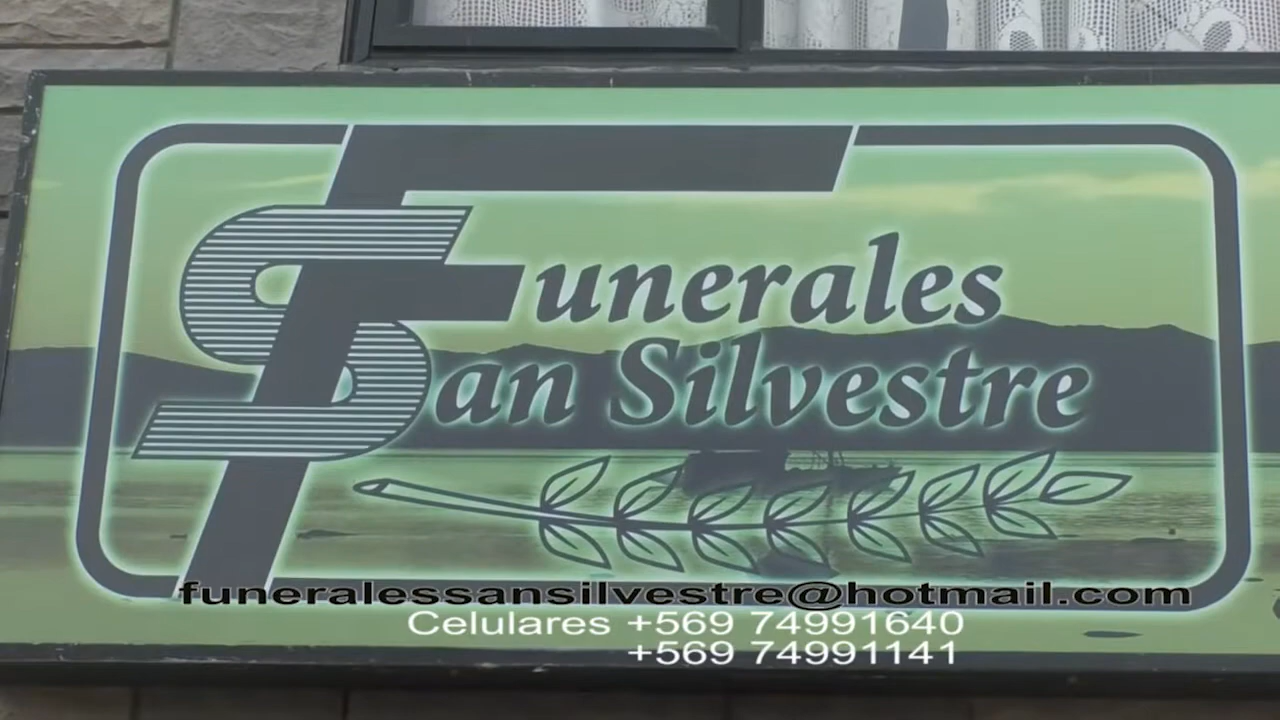 Funerales
San Silvestre
funeralessansilvestre@hotmail.com
Celulares +569 74991640
+569 74991141